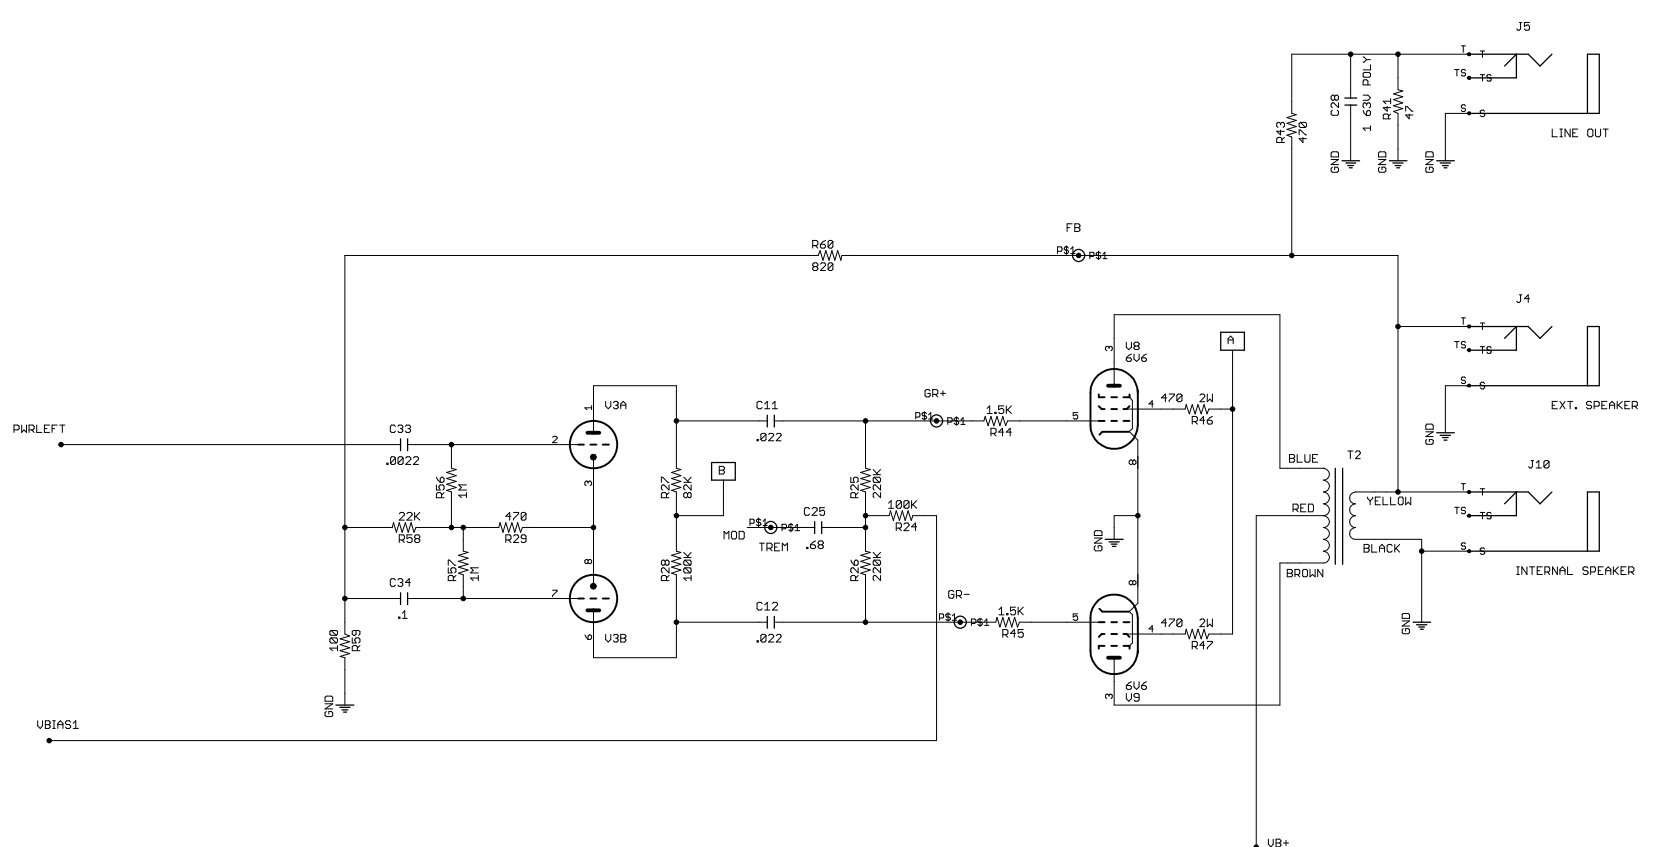 J5
T T
TS TS
S S
LINE OUT
C28
1 63V POLY
R41
47
R43
470
GND
GND
GND
FB
P$1 P$1
R60
820
J4
T T
TS TS
S S
EXT. SPEAKER
GND
A
V8
6V6
3
470 2W
4
R46
5
8
GR+
P$1 P$1
1.5K
R44
V3A
1
C11
.022
PWRLEFT
C33
.0022
2
3
R56
1M
R27
82K
B
R25
220K
100K
R24
22K
R58
470
R29
MOD
P$1 P$1
TREM
C25
.68
GND
R57
1M
8
R28
100K
R26
220K
8
C34
.1
7
6
V3B
C12
.022
GR-
P$1 P$1
1.5K
R45
5
470 2W
4
R47
6V6
V9
3
100
R59
GND
VBIAS1
BLUE
RED
BROWN
T2
YELLOW
BLACK
J10
T T
TS TS
S S
INTERNAL SPEAKER
GND
VB+